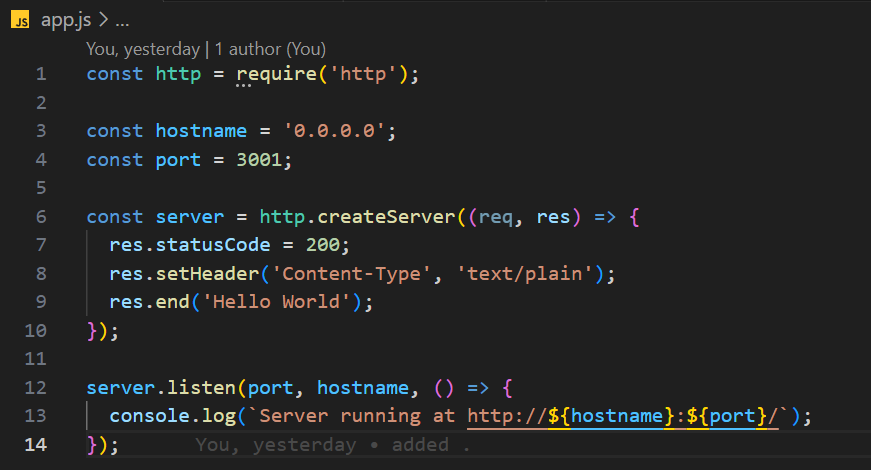 JS app.js > ...
You, yesterday | 1 author (You)
1 const http = require('http');
2
3 const hostname = '0.0.0.0';
4 const port = 3001;
5
6 const server = http.createServer((req, res) => {
7   res.statusCode = 200;
8   res.setHeader('Content-Type', 'text/plain');
9   res.end('Hello World');
10 });
11
12 server.listen(port, hostname, () => {
13   console.log(`Server running at http://${hostname}:${port}/`);
14 }); You, yesterday • added .